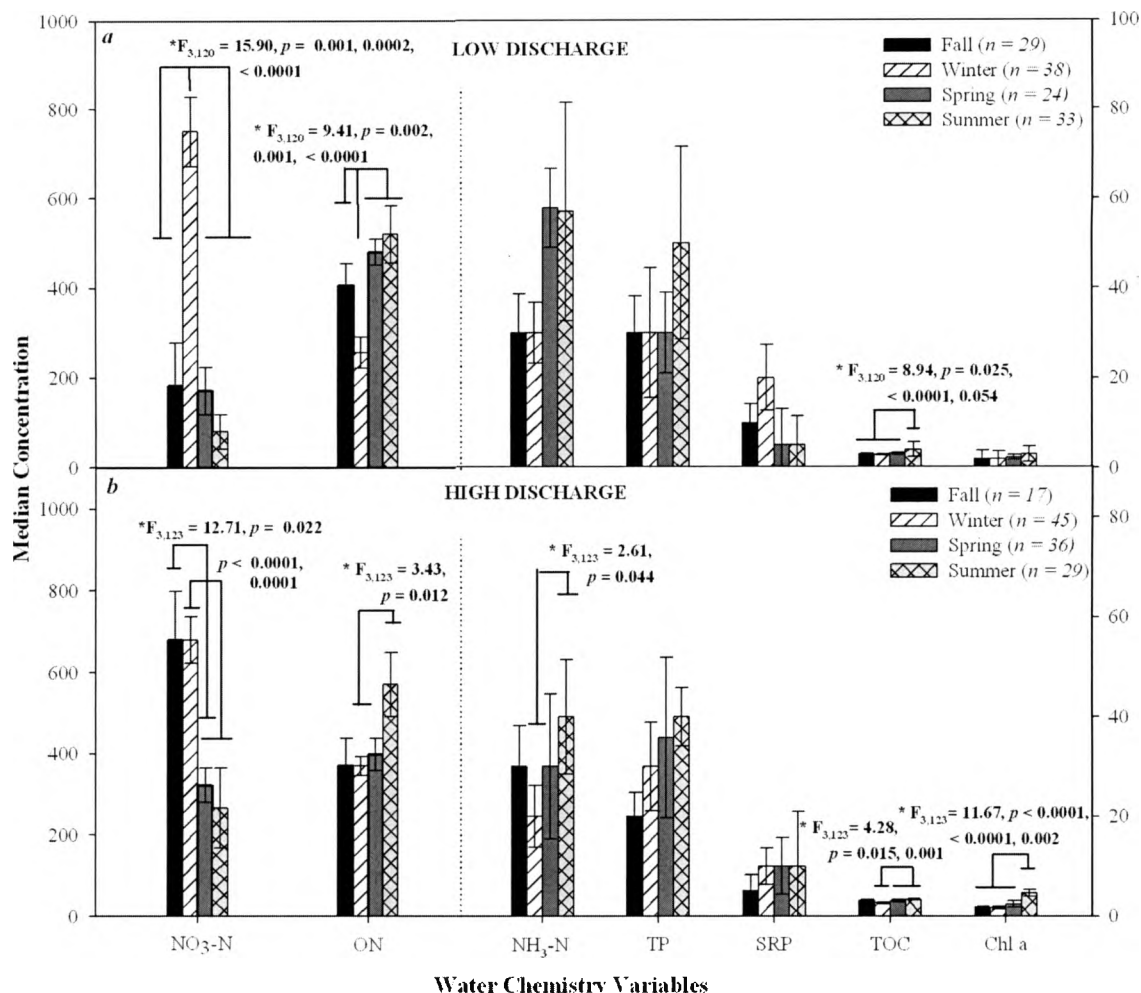 1000
a
*F3,120 = 15.90, p = 0.001, 0.0002,
< 0.0001
LOW DISCHARGE
100
Fall (n = 29)
Winter (n = 38)
Spring (n = 24)
Summer (n = 33)
800
80
* F3,120 = 9.41, p = 0.002,
0.001, < 0.0001
600
60
400
40
200
20
* F3,120 = 8.94, p = 0.025,
< 0.0001, 0.054
0
0
Median Concentration
b
HIGH DISCHARGE
1000
*F3,123 = 12.71, p = 0.022
p < 0.0001,
0.0001
* F3,123 = 3.43,
p = 0.012
* F3,123 = 2.61,
p = 0.044
Fall (n = 17)
Winter (n = 45)
Spring (n = 36)
Summer (n = 29)
80
800
60
600
40
400
20
200
* F3,123 = 4.28,
p = 0.015, 0.001
* F3,123 = 11.67, p < 0.0001,
< 0.0001, 0.002
0
0
NO3-N
ON
NH3-N
TP
SRP
TOC
Chl a
Water Chemistry Variables